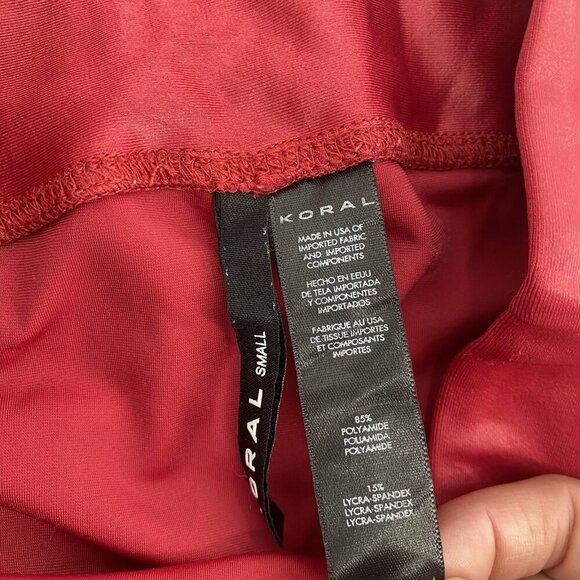 KORAL
MADE IN USA OF
IMPORTED FABRIC
AND IMPORTED
COMPONENTS
HECHO EN EEUU
DE TELA IMPORTADA
Y COMPONENTES
IMPORTADOS
FABRIQUE AU USA
DE TISSUE IMPORTES
ET COMPOSANTS
IMPORTES
85%
POLYAMIDE
POLIAMIDA
POLYAMIDE
15%
LYCRA-SPANDEX
LYCRA-SPANDEX
LYCRA-SPANDEX
KORAL SMALL